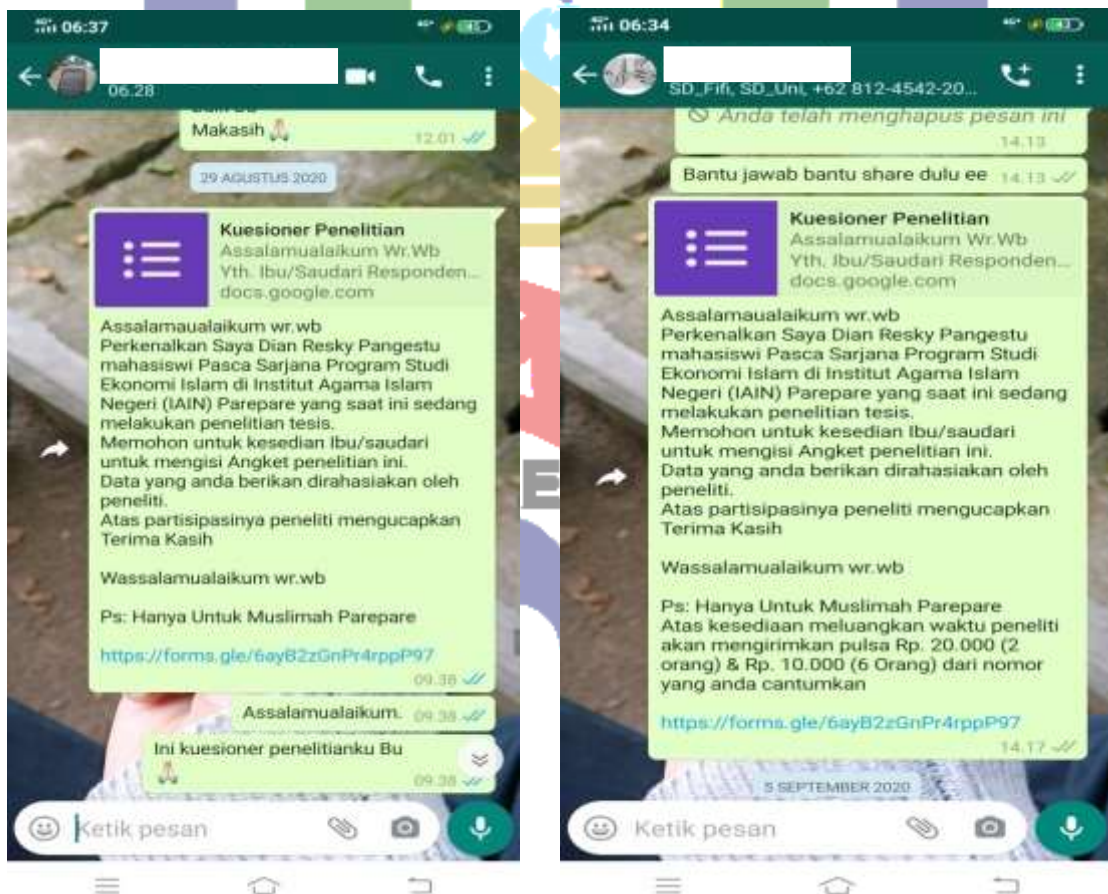 06:37
06.28
Makasih
12.01
29 AGUSTUS 2020
Kuesioner Penelitian
Assalamualaikum Wr.Wb
Yth. Ibu/Saudari Responden...
docs.google.com
Assalamaualaikum wr.wb
Perkenalkan Saya Dian Resky Pangestu
mahasiswi Pasca Sarjana Program Studi
Ekonomi Islam di Institut Agama Islam
Negeri (IAIN) Parepare yang saat ini sedang
melakukan penelitian tesis.
Memohon untuk kesedian Ibu/saudari
untuk mengisi Angket penelitian ini.
Data yang anda berikan dirahasiakan oleh
peneliti.
Atas partisipasinya peneliti mengucapkan
Terima Kasih
Wassalamualaikum wr.wb
Ps: Hanya Untuk Muslimah Parepare
https://forms.gle/6ayB2zGnPr4rppP97
09.38
Assalamualaikum. 09.38
Ini kuesioner penelitianku Bu
09.38
Ketik pesan
06:34
SD_Fifi, SD_Uni, +62 812-4542-20...
Anda telah menghapus pesan ini
14.13
Bantu jawab bantu share dulu ee 14.13
Kuesioner Penelitian
Assalamualaikum Wr.Wb
Yth. Ibu/Saudari Responden...
docs.google.com
Assalamaualaikum wr.wb
Perkenalkan Saya Dian Resky Pangestu
mahasiswi Pasca Sarjana Program Studi
Ekonomi Islam di Institut Agama Islam
Negeri (IAIN) Parepare yang saat ini sedang
melakukan penelitian tesis.
Memohon untuk kesedian Ibu/saudari
untuk mengisi Angket penelitian ini.
Data yang anda berikan dirahasiakan oleh
peneliti.
Atas partisipasinya peneliti mengucapkan
Terima Kasih
Wassalamualaikum wr.wb
Ps: Hanya Untuk Muslimah Parepare
Atas kesediaan meluangkan waktu peneliti
akan mengirimkan pulsa Rp. 20.000 (2
orang) & Rp. 10.000 (6 Orang) dari nomor
yang anda cantumkan
https://forms.gle/6ayB2zGnPr4rppP97
14.17
5 SEPTEMBER 2020
Ketik pesan